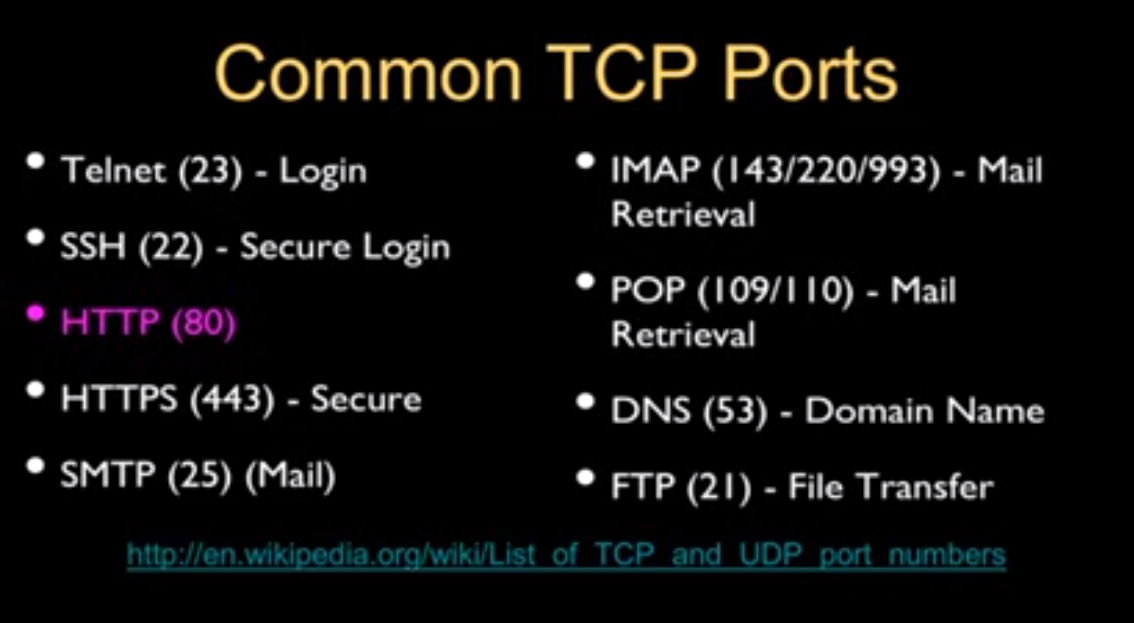 Common TCP Ports
• Telnet (23) - Login
• SSH (22) - Secure Login
• HTTP (80)
• HTTPS (443) - Secure
• SMTP (25) (Mail)
• IMAP (143/220/993) - Mail
Retrieval
• POP (109/110) - Mail
Retrieval
• DNS (53) - Domain Name
• FTP (21) - File Transfer
http://en.wikipedia.org/wiki/List_of_TCP_and_UDP_port_numbers